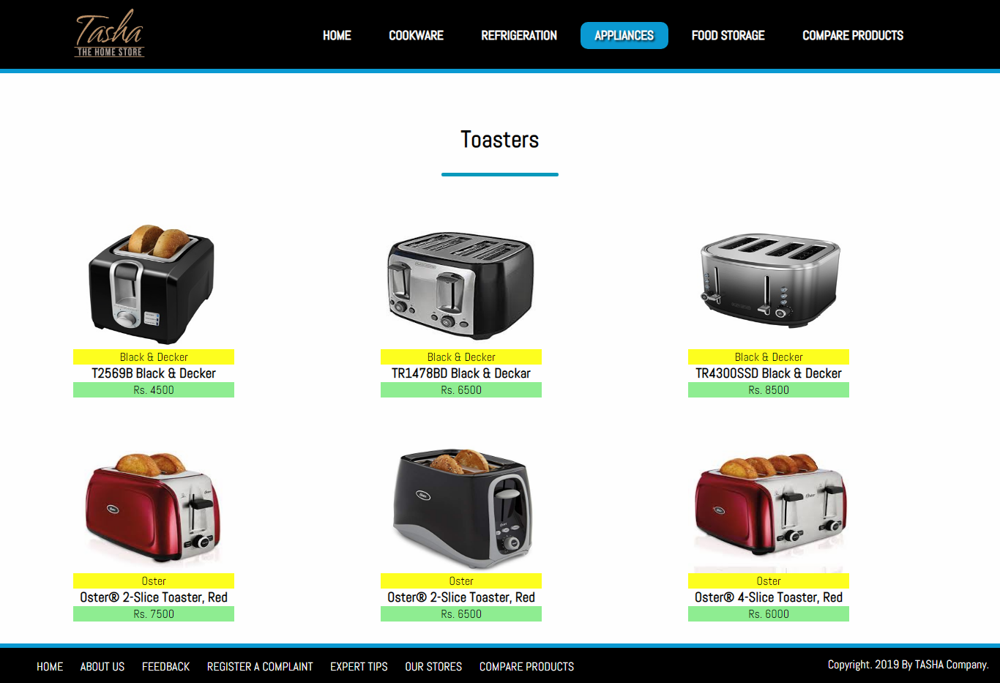 Tasha
THE HOME STORE
HOME COOKWARE REFRIGERATION APPLIANCES FOOD STORAGE COMPARE PRODUCTS
Toasters
Black & Decker Black & Decker Black & Decker
T2569B Black & Decker TR1478BD Black & Deckar TR4300SSD Black & Decker
Rs. 4500 Rs. 6500 Rs. 8500
Oster Oster Oster
Oster® 2-Slice Toaster, Red Oster® 2-Slice Toaster, Red Oster® 4-Slice Toaster, Red
Rs. 7500 Rs. 6500 Rs. 6000
HOME ABOUT US FEEDBACK REGISTER A COMPLAINT EXPERT TIPS OUR STORES COMPARE PRODUCTS Copyright. 2019 By TASHA Company.